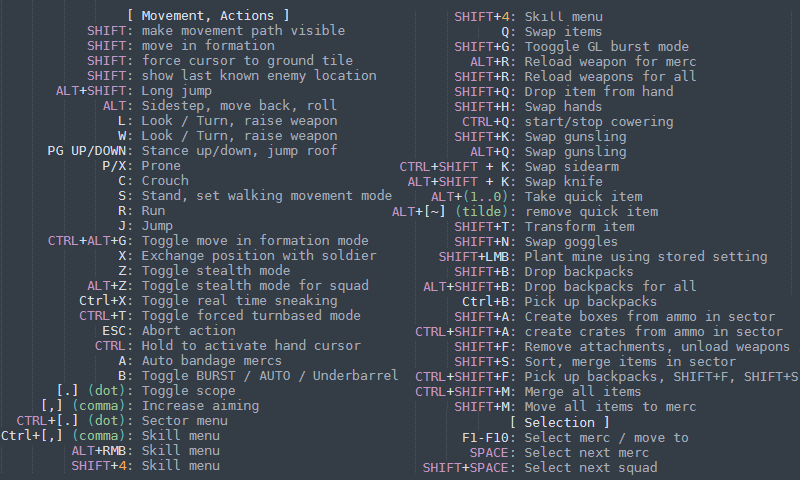 [ Movement, Actions ]
SHIFT: make movement path visible
SHIFT: move in formation
SHIFT: force cursor to ground tile
SHIFT: show last known enemy location
ALT+SHIFT: Long jump
ALT: Sidestep, move back, roll
L: Look / Turn, raise weapon
W: Look / Turn, raise weapon
PG UP/DOWN: Stance up/down, jump roof
P/X: Prone
C: Crouch
S: Stand, set walking movement mode
R: Run
J: Jump
CTRL+ALT+G: Toggle move in formation mode
X: Exchange position with soldier
Z: Toggle stealth mode
ALT+Z: Toggle stealth mode for squad
Ctrl+X: Toggle real time sneaking
CTRL+T: Toggle forced turnbased mode
ESC: Abort action
CTRL: Hold to activate hand cursor
A: Auto bandage mercs
B: Toggle BURST / AUTO / Underbarrel
[.] (dot): Toggle scope
[,] (comma): Increase aiming
CTRL+[.] (dot): Sector menu
Ctrl+[,] (comma): Skill menu
ALT+RMB: Skill menu
SHIFT+4: Skill menu
SHIFT+4: Skill menu
Q: Swap items
SHIFT+G: Tooggle GL burst mode
ALT+R: Reload weapon for merc
SHIFT+R: Reload weapons for all
SHIFT+Q: Drop item from hand
SHIFT+H: Swap hands
CTRL+Q: start/stop cowering
SHIFT+K: Swap gunsling
ALT+Q: Swap gunsling
CTRL+SHIFT + K: Swap sidearm
ALT+SHIFT + K: Swap knife
ALT+(1..0): Take quick item
ALT+[~] (tilde): remove quick item
SHIFT+T: Transform item
SHIFT+N: Swap goggles
SHIFT+LMB: Plant mine using stored setting
SHIFT+B: Drop backpacks
ALT+SHIFT+B: Drop backpacks for all
Ctrl+B: Pick up backpacks
SHIFT+A: Create boxes from ammo in sector
CTRL+SHIFT+A: create crates from ammo in sector
SHIFT+F: Remove attachments, unload weapons
SHIFT+S: Sort, merge items in sector
CTRL+SHIFT+F: Pick up backpacks, SHIFT+F, SHIFT+S
CTRL+SHIFT+M: Merge all items
SHIFT+M: Move all items to merc
[ Selection ]
F1-F10: Select merc / move to
SPACE: Select next merc
SHIFT+SPACE: Select next squad